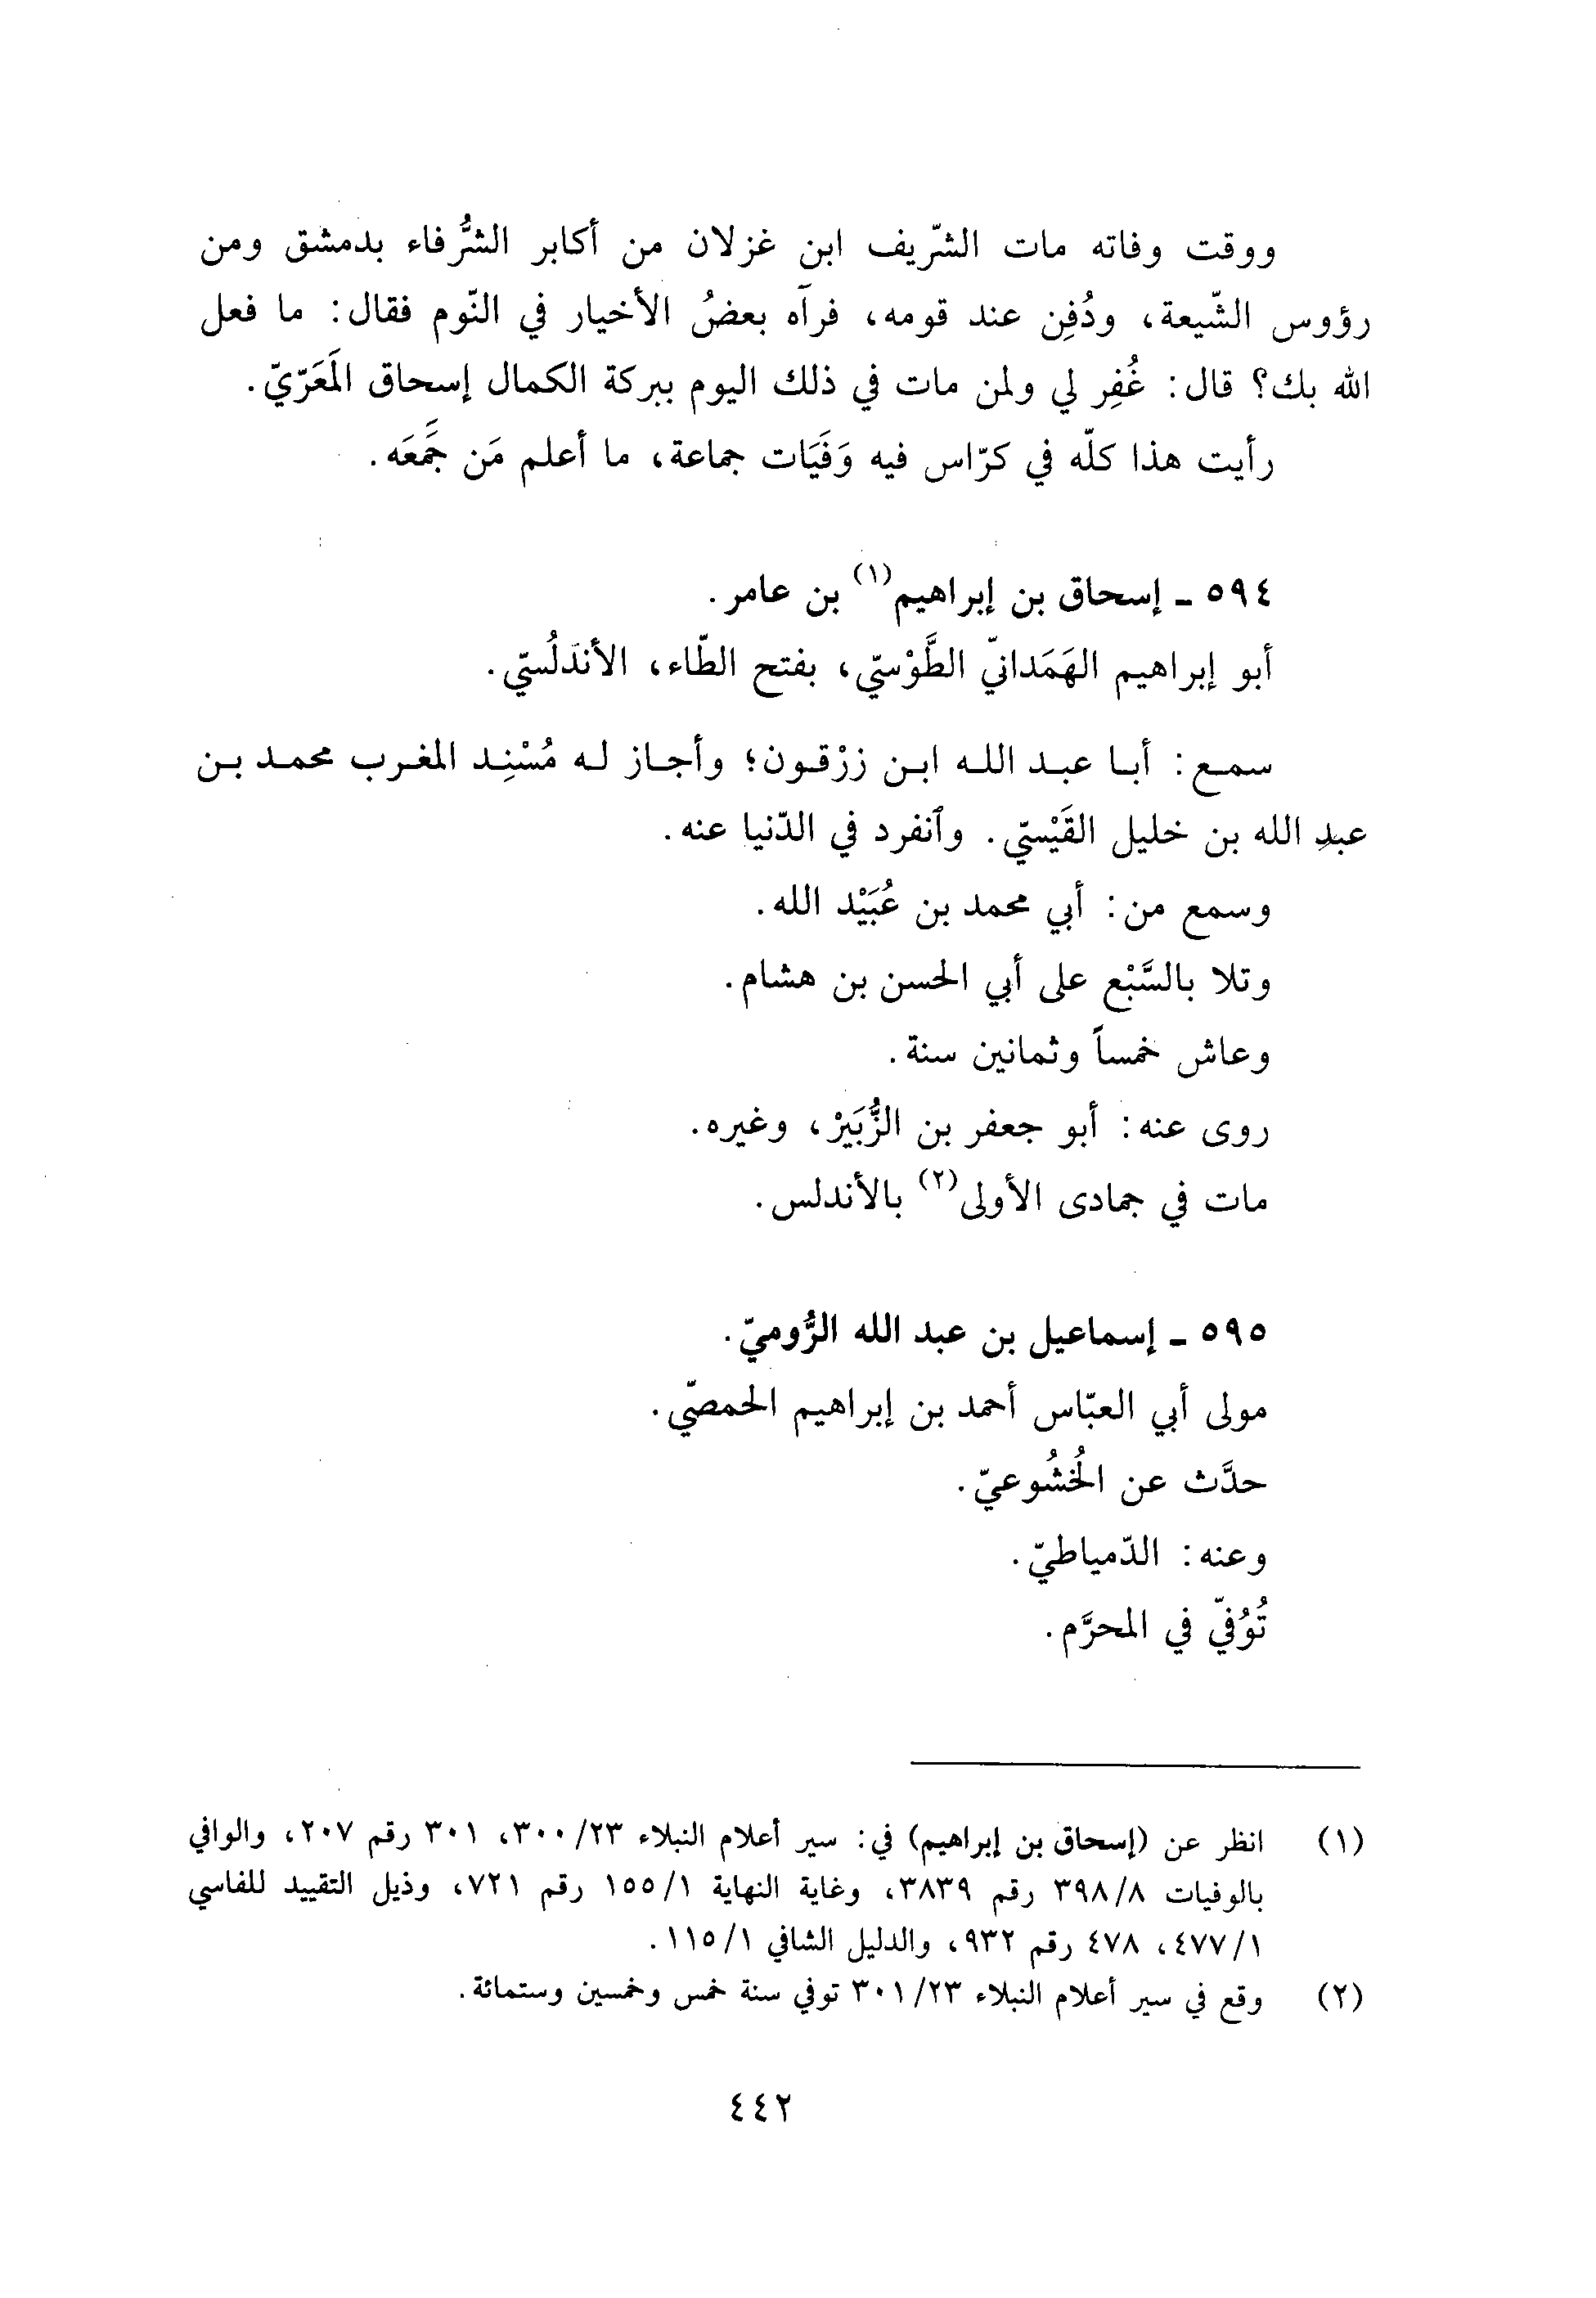 ووقت وفاته مات الشّريف ابن غزلان من أكابر الشُّرفاء بدمشق ومن
رؤوس الشّيعة، ودُفِن عند قومه، فرآه بعضُ الأخيار في النّوم فقال: ما فعل
الله بك؟ قال: غُفِر لي ولمن مات في ذلك اليوم ببركة الكمال إسحاق المَعَرّيّ.
رأيت هذا كلّه في كرّاس فيه وَفَيَات جماعة، ما أعلم مَن جََمَعَه.
٥٩٤ ـ إسحاق بن إبراهيم(١) بن عامر.
أبو إبراهيم الهَمَدانيّ الطَّوْسيّ، بفتح الطّاء، الأندَلُسيّ.
سمع: أبا عبد الله ابن زرْقون؛ وأجاز له مُسْنِد المغرب محمد بن
عبدِ الله بن خليل القَيْسيّ. وٱنفرد في الدّنيا عنه.
وسمع من: أبي محمد بن عُبَيْد الله.
وتلا بالسَّبْع على أبي الحسن بن هشام.
وعاش خمساً وثمانين سنة.
روى عنه: أبو جعفر بن الزُّبَيْر، وغيره.
مات في جمادى الأولى(٢) بالأندلس.
٥٩٥ ـ إسماعيل بن عبد الله الرُّوميّ.
مولى أبي العبّاس أحمد بن إبراهيم الحمصّي.
حدَّث عن الخُشُوعيّ.
وعنه: الدّمياطيّ.
تُوُفيّ في المحرَّم.
(١) انظر عن (إسحاق بن إبراهيم) في: سير أعلام النبلاء ٣٠٠/٢٣، ٣٠١ رقم ٢٠٧، والوافي
بالوفيات ٣٩٨/٨ رقم ٣٨٣٩، وغاية النهاية ١٥٥/١ رقم ٧٢١، وذيل التقييد للفاسي
٤٧٧/١، ٤٧٨ رقم ٩٣٢، والدليل الشافي ١١٥/١.
(٢) وقع في سير أعلام النبلاء ٣٠١/٢٣ توفي سنة خمس وخمسين وستمائة.
٤٤٢